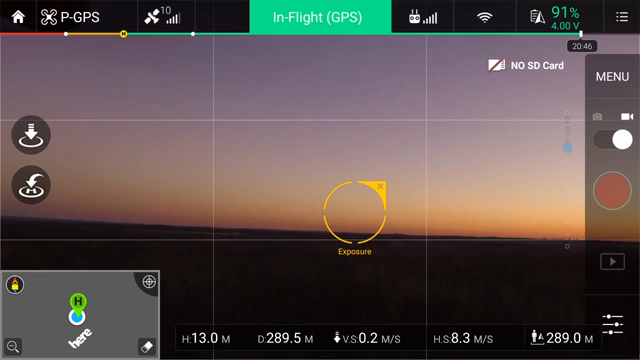 P-GPS
10
In-Flight (GPS)
91%
4.00 V
20:46
NO SD Card
MENU
H
Exposure
H
here
H:13.0 M
D:289.5 M
V.S:0.2 M/S
H.S:8.3 M/S
289.0 M